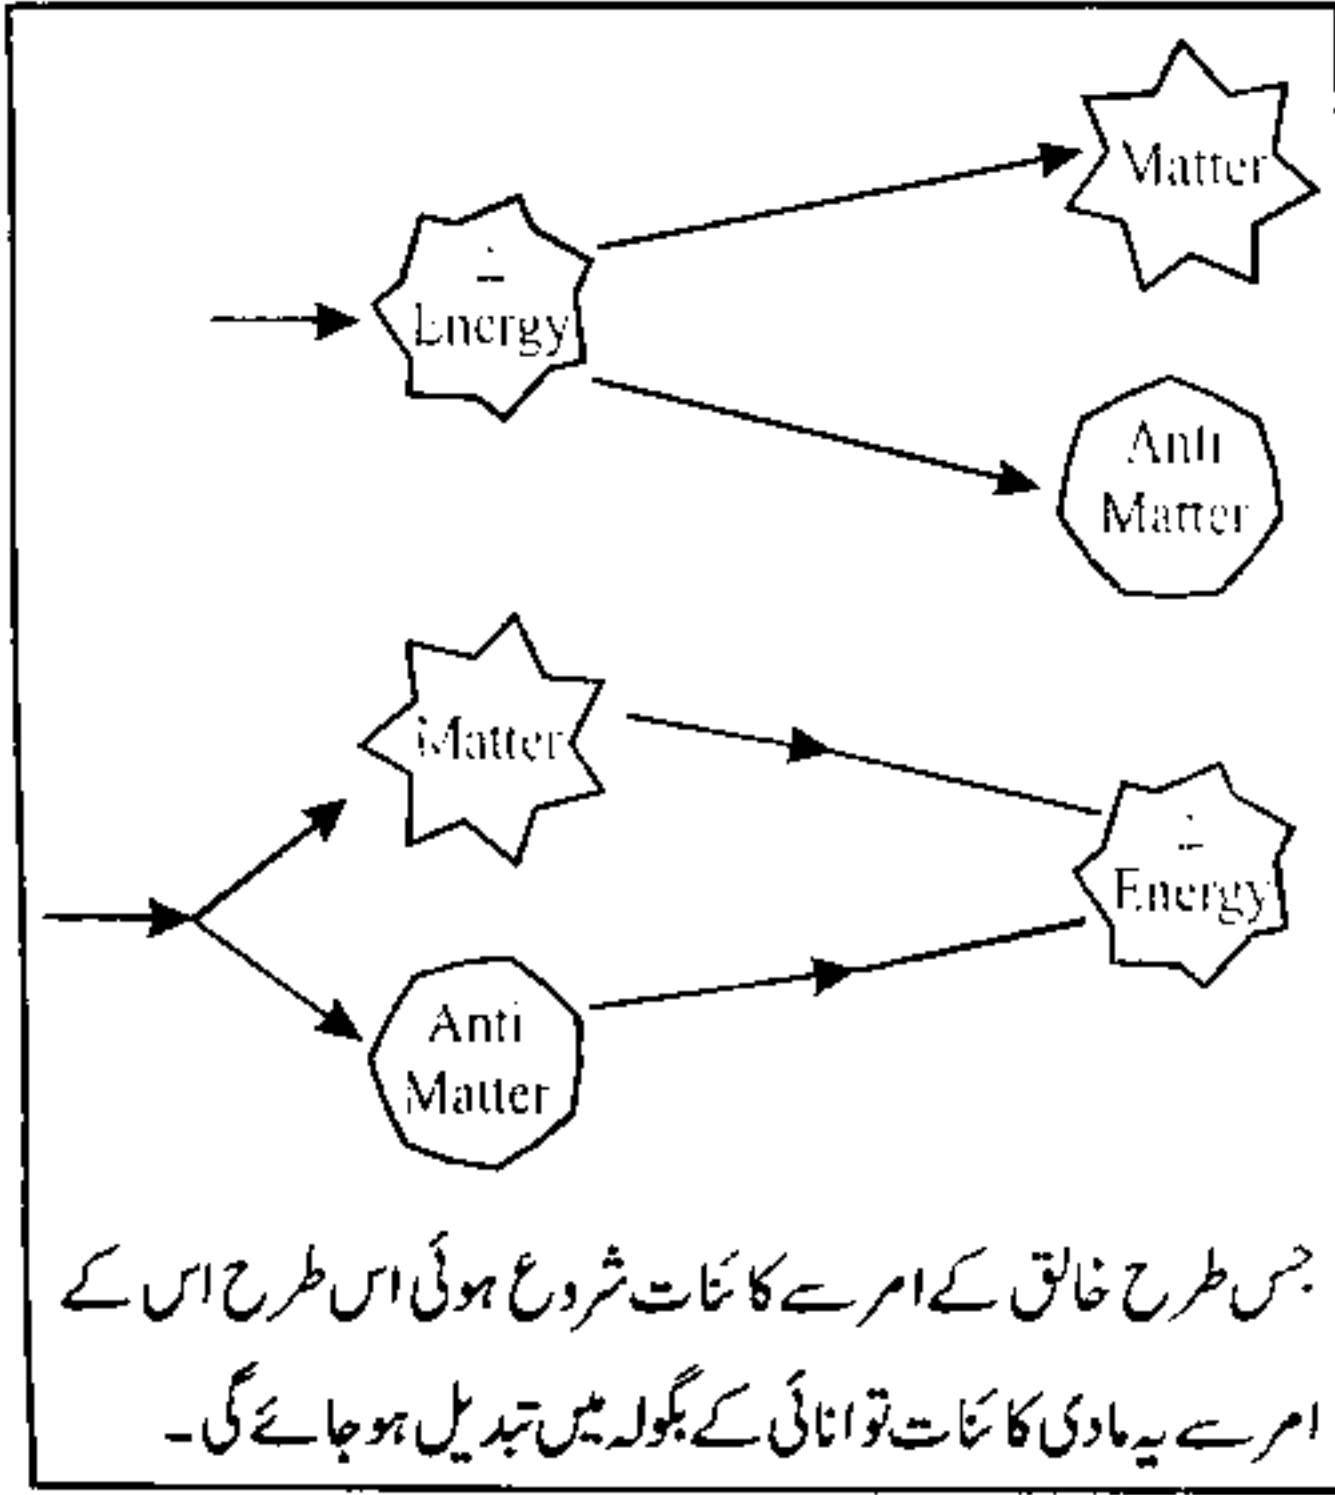 Matter
Energy
Anti
Matter
Matter
Energy
Anti
Matter
جس طرح خالق کے امر سے کائنات شروع ہوئی اس طرح اس کے
امر سے یہ مادی کائنات توانائی کے بگولہ میں تبدیل ہو جائے گی۔